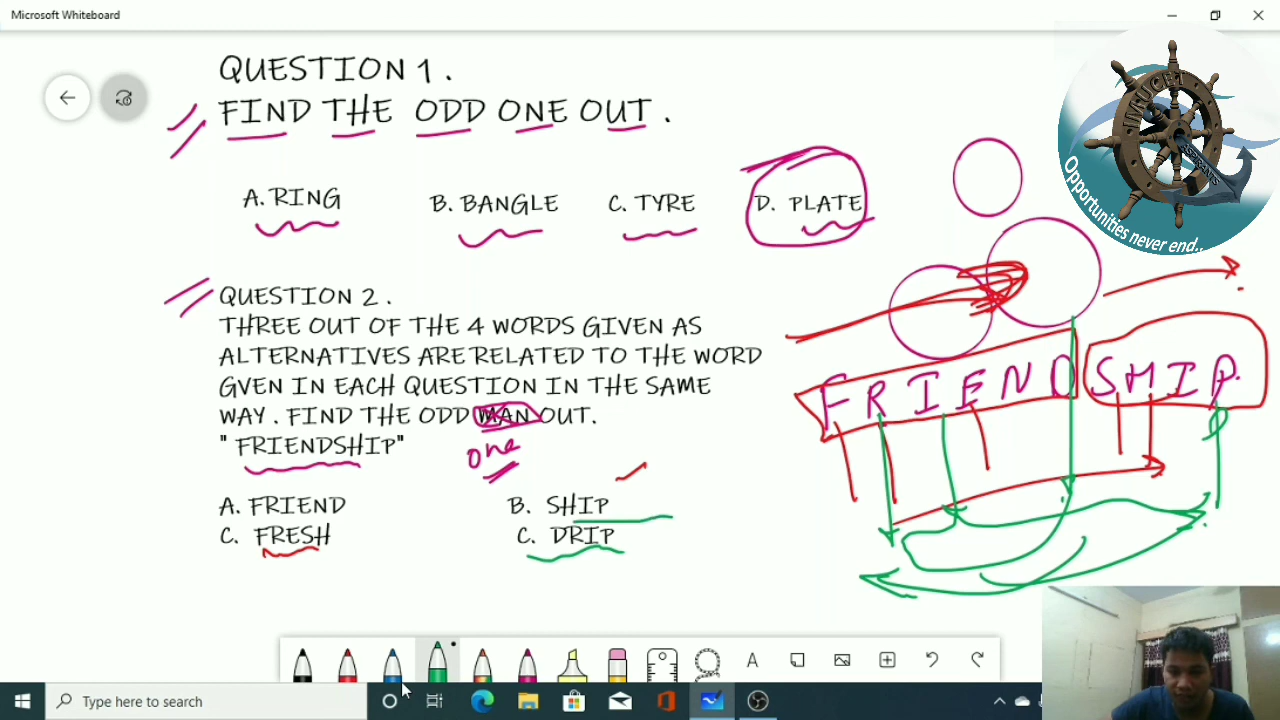 Microsoft Whiteboard
QUESTION 1 .
FIND THE ODD ONE OUT .
A. RING B. BANGLE C. TYRE D. PLATE
QUESTION 2 .
THREE OUT OF THE 4 WORDS GIVEN AS
ALTERNATIVES ARE RELATED TO THE WORD
GVEN IN EACH QUESTION IN THE SAME
WAY . FIND THE ODD MAN OUT.
" FRIENDSHIP"
one
A. FRIEND B. SHIP
C. FRESH C. DRIP
FRIENDSHIP.
INFUCET
ASPIRANTS
Opportunities never end..
A
Type here to search